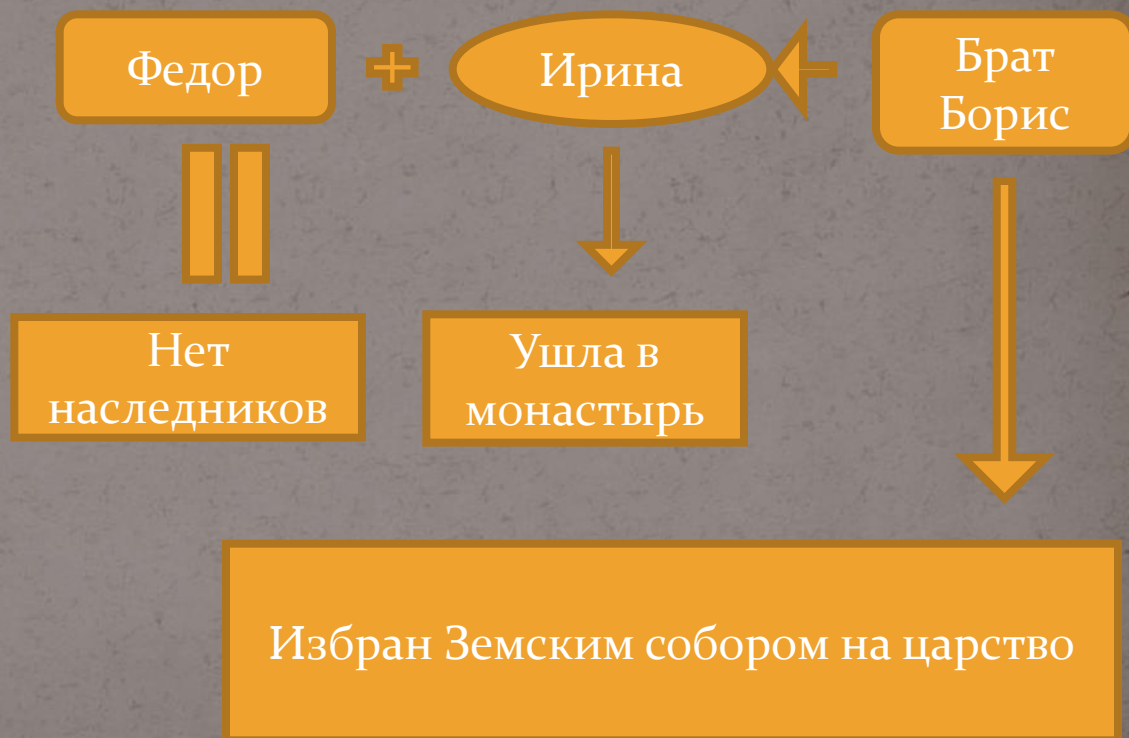 Федор
Ирина
Брат
Борис
Нет
наследников
Ушла в
монастырь
Избран Земским собором на царство